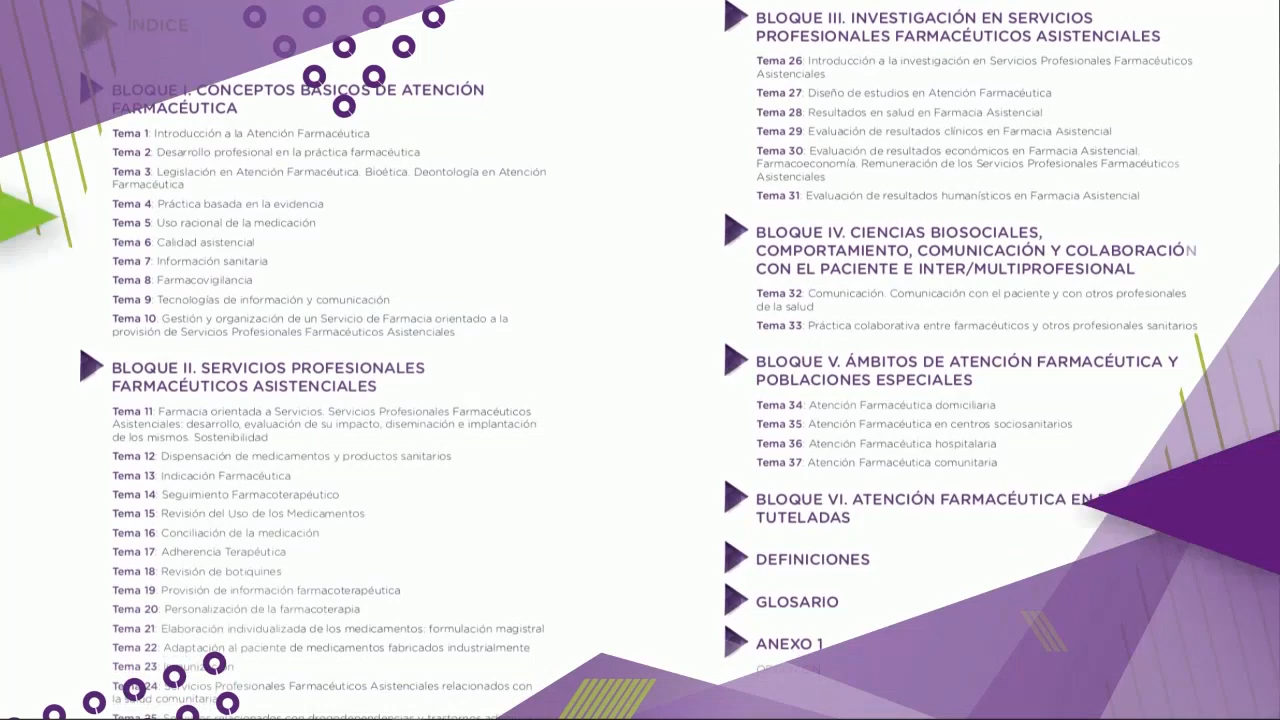 ÍNDICE
BLOQUE I. CONCEPTOS BÁSICOS DE ATENCIÓN
FARMACÉUTICA
Tema 1: Introducción a la Atención Farmacéutica
Tema 2: Desarrollo profesional en la práctica farmacéutica
Tema 3: Legislación en Atención Farmacéutica. Bioética. Deontología en Atención
Farmacéutica
Tema 4: Práctica basada en la evidencia
Tema 5: Uso racional de la medicación
Tema 6: Calidad asistencial
Tema 7: Información sanitaria
Tema 8: Farmacovigilancia
Tema 9: Tecnologías de información y comunicación
Tema 10: Gestión y organización de un Servicio de Farmacia orientado a la
provisión de Servicios Profesionales Farmacéuticos Asistenciales
BLOQUE II. SERVICIOS PROFESIONALES
FARMACÉUTICOS ASISTENCIALES
Tema 11: Farmacia orientada a Servicios. Servicios Profesionales Farmacéuticos
Asistenciales: desarrollo, evaluación de su impacto, diseminación e implantación
de los mismos. Sostenibilidad
Tema 12: Dispensación de medicamentos y productos sanitarios
Tema 13: Indicación Farmacéutica
Tema 14: Seguimiento Farmacoterapéutico
Tema 15: Revisión del Uso de los Medicamentos
Tema 16: Conciliación de la medicación
Tema 17: Adherencia Terapéutica
Tema 18: Revisión de botiquines
Tema 19: Provisión de información farmacoterapéutica
Tema 20: Personalización de la farmacoterapia
Tema 21: Elaboración individualizada de los medicamentos: formulación magistral
Tema 22: Adaptación al paciente de medicamentos fabricados industrialmente
Tema 23: Inmunización
Tema 24: Servicios Profesionales Farmacéuticos Asistenciales relacionados con
la salud comunitaria
Tema 25: Servicios relacionados con drogodependencias y trastornos
BLOQUE III. INVESTIGACIÓN EN SERVICIOS
PROFESIONALES FARMACÉUTICOS ASISTENCIALES
Tema 26: Introducción a la investigación en Servicios Profesionales Farmacéuticos
Asistenciales
Tema 27: Diseño de estudios en Atención Farmacéutica
Tema 28: Resultados en salud en Farmacia Asistencial
Tema 29: Evaluación de resultados clínicos en Farmacia Asistencial
Tema 30: Evaluación de resultados económicos en Farmacia Asistencial.
Farmacoeconomía. Remuneración de los Servicios Profesionales Farmacéuticos
Asistenciales
Tema 31: Evaluación de resultados humanísticos en Farmacia Asistencial
BLOQUE IV. CIENCIAS BIOSOCIALES,
COMPORTAMIENTO, COMUNICACIÓN Y COLABORACIÓN
CON EL PACIENTE E INTER/MULTIPROFESIONAL
Tema 32: Comunicación. Comunicación con el paciente y con otros profesionales
de la salud
Tema 33: Práctica colaborativa entre farmacéuticos y otros profesionales sanitarios
BLOQUE V. ÁMBITOS DE ATENCIÓN FARMACÉUTICA Y
POBLACIONES ESPECIALES
Tema 34: Atención Farmacéutica domiciliaria
Tema 35: Atención Farmacéutica en centros sociosanitarios
Tema 36: Atención Farmacéutica hospitalaria
Tema 37: Atención Farmacéutica comunitaria
BLOQUE VI. ATENCIÓN FARMACÉUTICA EN
TUTELADAS
DEFINICIONES
GLOSARIO
ANEXO 1